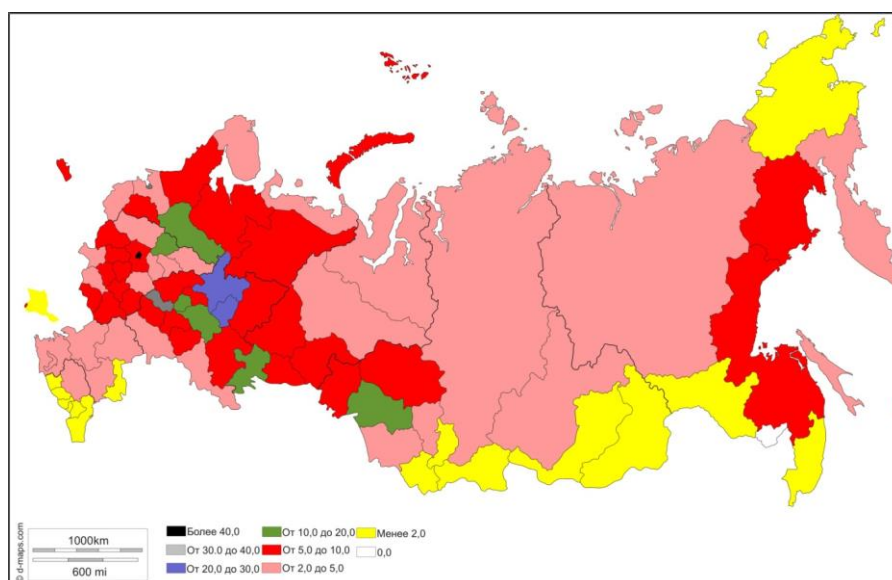 © d-maps.com
1000km
600 mi
Более 40,0
От 30.0 до 40,0
От 20,0 до 30,0
От 10,0 до 20,0
От 5,0 до 10,0
От 2,0 до 5,0
Менее 2,0
0,0